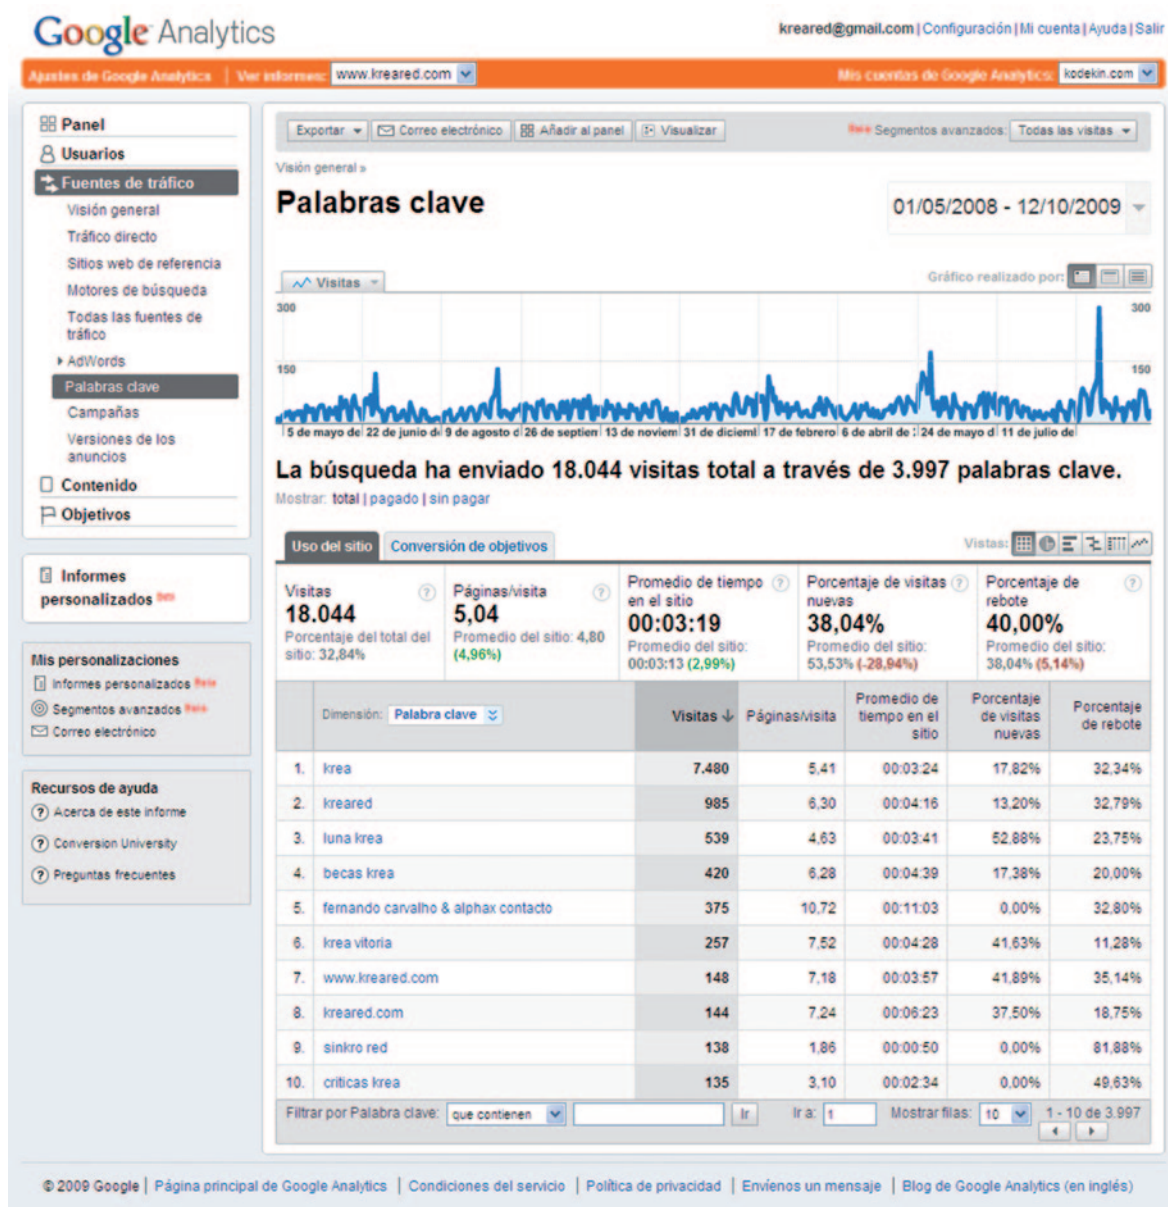 Google Analytics
kreared@gmail.com | Configuración | Mi cuenta | Ayuda | Salir
Ajustes de Google Analytics | Ver informes: www.kreared.com
Mis cuentas de Google Analytics: kodekin.com
Panel
Usuarios
Fuentes de tráfico
Visión general
Tráfico directo
Sitios web de referencia
Motores de búsqueda
Todas las fuentes de
tráfico
AdWords
Palabras clave
Campañas
Versiones de los
anuncios
Contenido
Objetivos
Informes
personalizados Beta
Mis personalizaciones
Informes personalizados Beta
Segmentos avanzados Beta
Correo electrónico
Recursos de ayuda
Acerca de este informe
Conversion University
Preguntas frecuentes
Exportar Correo electrónico Añadir al panel Visualizar
Beta Segmentos avanzados: Todas las visitas
Visión general »
Palabras clave
01/05/2008 - 12/10/2009
Visitas
Gráfico realizado por:
300 300
150 150
5 de mayo de 22 de junio d 9 de agosto d 26 de septiem 13 de noviem 31 de diciemb 17 de febrero 6 de abril de 24 de mayo d 11 de julio de
La búsqueda ha enviado 18.044 visitas total a través de 3.997 palabras clave.
Mostrar: total | pagado | sin pagar
Uso del sitio Conversión de objetivos
Vistas:
Visitas
18.044
Porcentaje del total del
sitio: 32,84%
Páginas/visita
5,04
Promedio del sitio: 4,80
(4,96%)
Promedio de tiempo
en el sitio
00:03:19
Promedio del sitio:
00:03:13 (2,99%)
Porcentaje de visitas
nuevas
38,04%
Promedio del sitio:
53,53% (-28,94%)
Porcentaje de
rebote
40,00%
Promedio del sitio:
38,04% (5,14%)
Dimensión: Palabra clave
Visitas
Páginas/visita
Promedio de
tiempo en el
sitio
Porcentaje
de visitas
nuevas
Porcentaje
de rebote
1. krea 7.480 5,41 00:03:24 17,82% 32,34%
2. kreared 985 6,30 00:04:16 13,20% 32,79%
3. luna krea 539 4,63 00:03:41 52,88% 23,75%
4. becas krea 420 6,28 00:04:39 17,38% 20,00%
5. fernando carvalho & alphax contacto 375 10,72 00:11:03 0,00% 32,80%
6. krea vitoria 257 7,52 00:04:28 41,63% 11,28%
7. www.kreared.com 148 7,18 00:03:57 41,89% 35,14%
8. kreared.com 144 7,24 00:06:23 37,50% 18,75%
9. sinkro red 138 1,86 00:00:50 0,00% 81,88%
10. criticas krea 135 3,10 00:02:34 0,00% 49,63%
Filtrar por Palabra clave: que contienen Ir Ir a: 1 Mostrar filas: 10 1 - 10 de 3.997
© 2009 Google | Página principal de Google Analytics | Condiciones del servicio | Política de privacidad | Envíenos un mensaje | Blog de Google Analytics (en inglés)